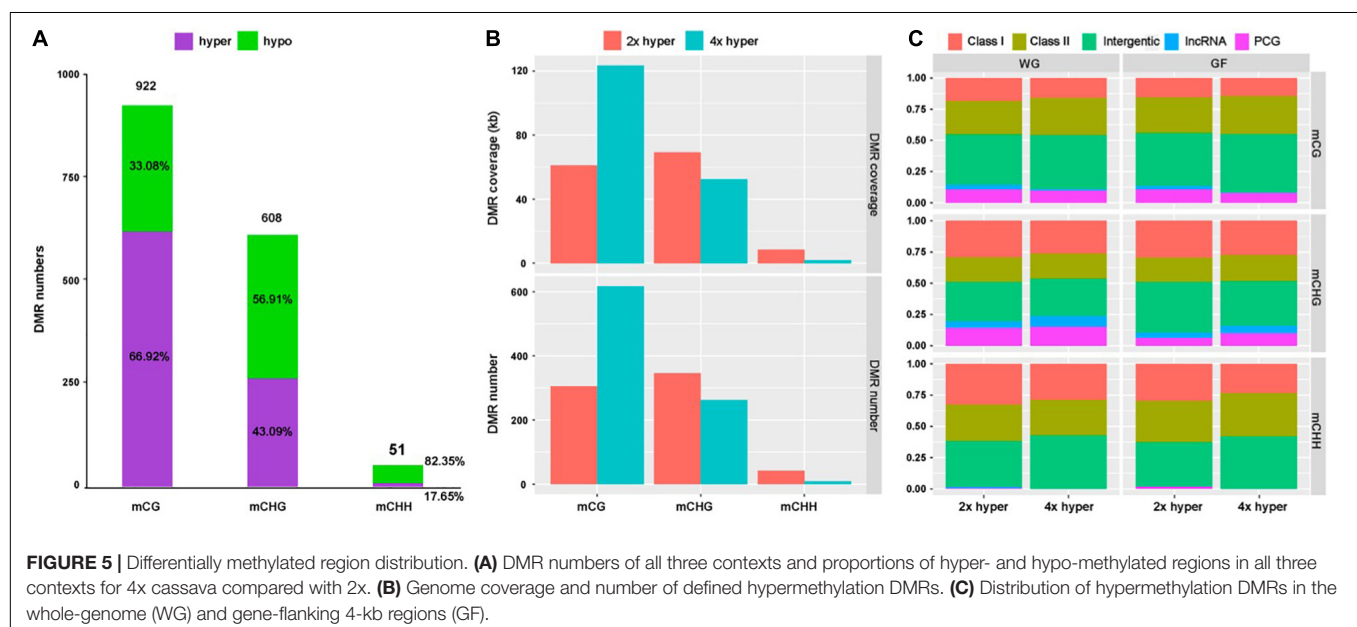 A
hyper
hypo
DMR numbers
1000
750
500
250
0
922
33.08%
66.92%
608
56.91%
43.09%
51
82.35%
17.65%
mCG
mCHG
mCHH
B
2x hyper
4x hyper
DMR coverage (kb)
120
80
40
0
DMR coverage
DMR number
600
400
200
0
DMR number
mCG
mCHG
mCHH
C
Class I
Class II
Intergentic
lncRNA
PCG
WG
GF
1.00
0.75
0.50
0.25
0.00
mCG
1.00
0.75
0.50
0.25
0.00
mCHG
1.00
0.75
0.50
0.25
0.00
mCHH
2x hyper
4x hyper
2x hyper
4x hyper
FIGURE 5 | Differentially methylated region distribution. (A) DMR numbers of all three contexts and proportions of hyper- and hypo-methylated regions in all three
contexts for 4x cassava compared with 2x. (B) Genome coverage and number of defined hypermethylation DMRs. (C) Distribution of hypermethylation DMRs in the
whole-genome (WG) and gene-flanking 4-kb regions (GF).